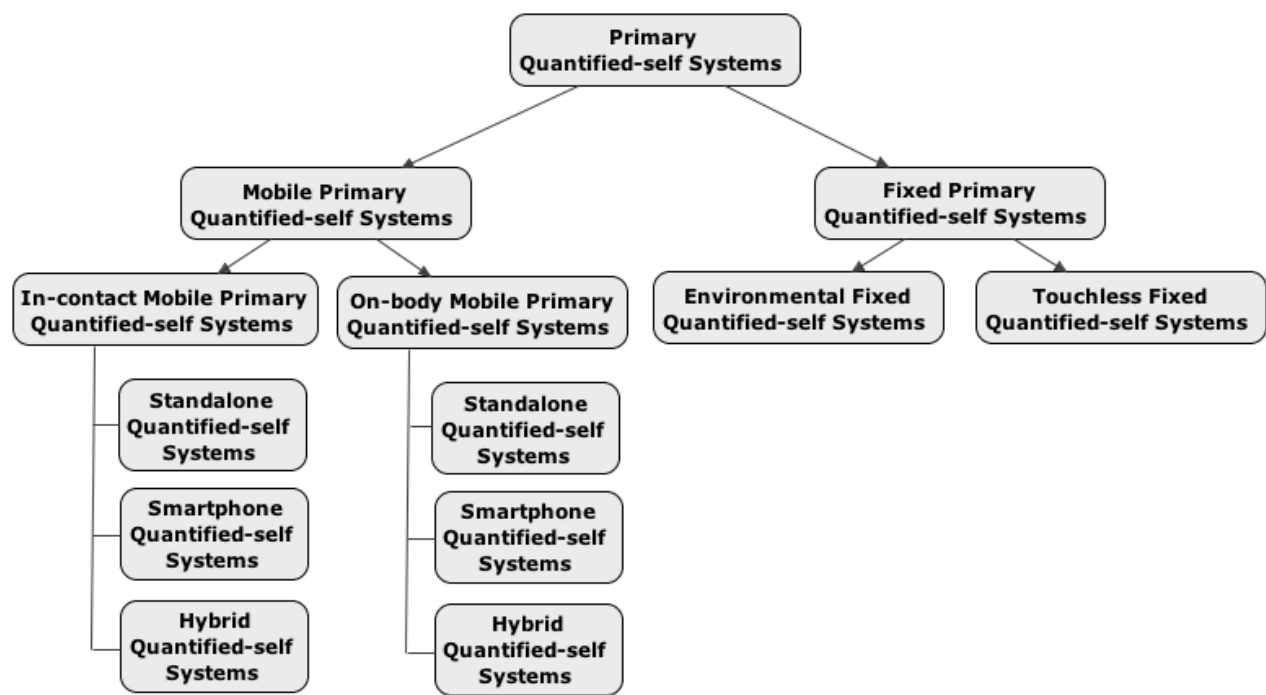 Primary
Quantified-self Systems
Mobile Primary
Quantified-self Systems
Fixed Primary
Quantified-self Systems
In-contact Mobile Primary
Quantified-self Systems
On-body Mobile Primary
Quantified-self Systems
Environmental Fixed
Quantified-self Systems
Touchless Fixed
Quantified-self Systems
Standalone
Quantified-self
Systems
Smartphone
Quantified-self
Systems
Hybrid
Quantified-self
Systems
Standalone
Quantified-self
Systems
Smartphone
Quantified-self
Systems
Hybrid
Quantified-self
Systems